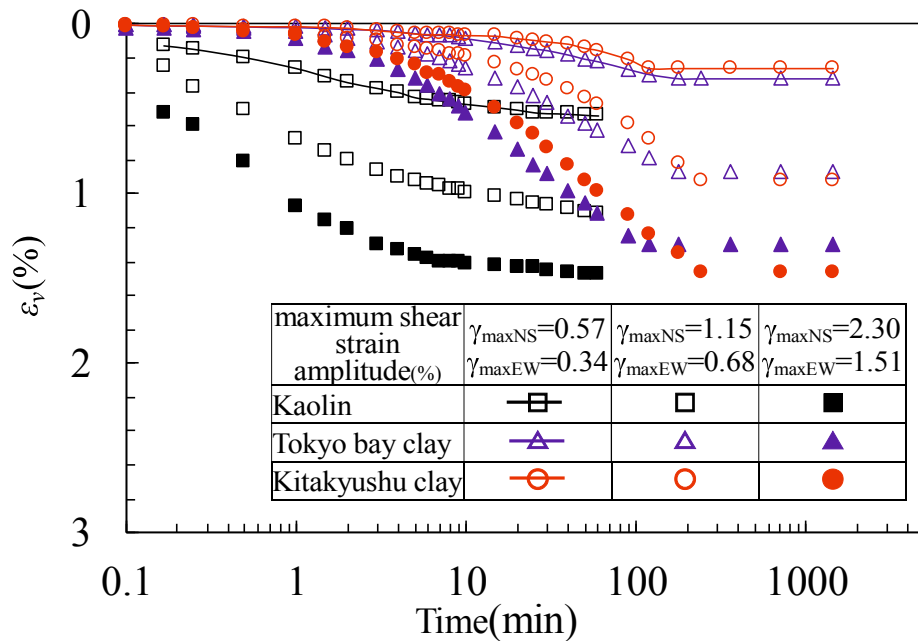 0
1
2
3
ε_v(%)
0.1 1 10 100 1000
Time(min)
maximum shear
strain
amplitude(%)
γmaxNS=0.57
γmaxEW=0.34
γmaxNS=1.15
γmaxEW=0.68
γmaxNS=2.30
γmaxEW=1.51
Kaolin
Tokyo bay clay
Kitakyushu clay